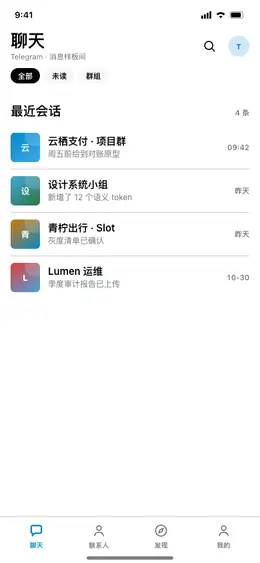 9:41
聊天
Telegram · 消息样板间
T
全部 未读 群组
最近会话 4 条
云
云栖支付 · 项目群
周五前给到对账原型
09:42
设
设计系统小组
新增了 12 个语义 token
昨天
青
青柠出行 · Slot
灰度清单已确认
昨天
L
Lumen 运维
季度审计报告已上传
10-30
聊天 联系人 发现 我的